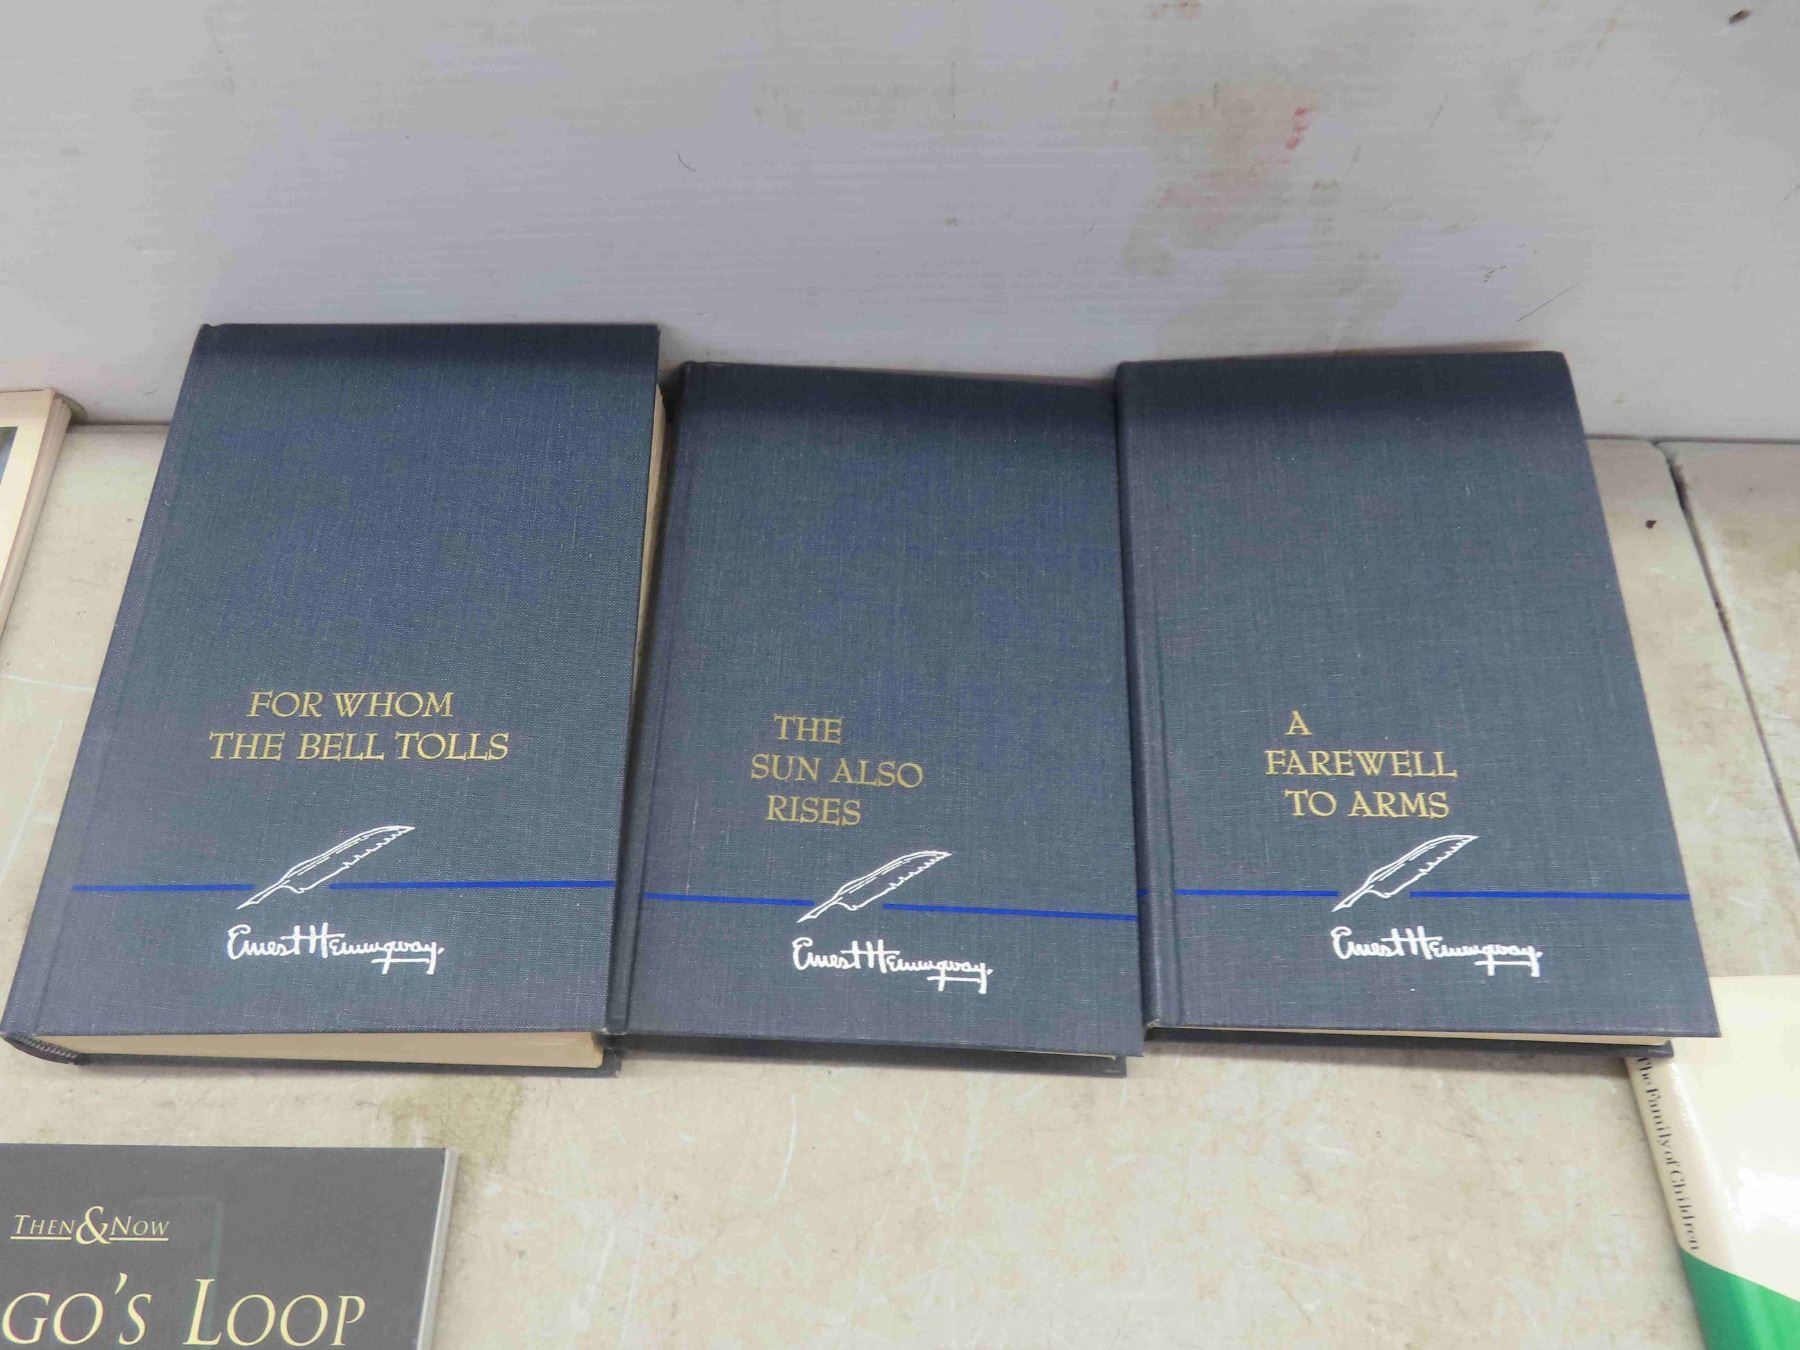 FOR WHOM
THE BELL TOLLS
Ernest Hemingway.
THE
SUN ALSO
RISES
Ernest Hemingway.
A
FAREWELL
TO ARMS
Ernest Hemingway.
THEN & NOW
GO'S LOOP
The Family of Children